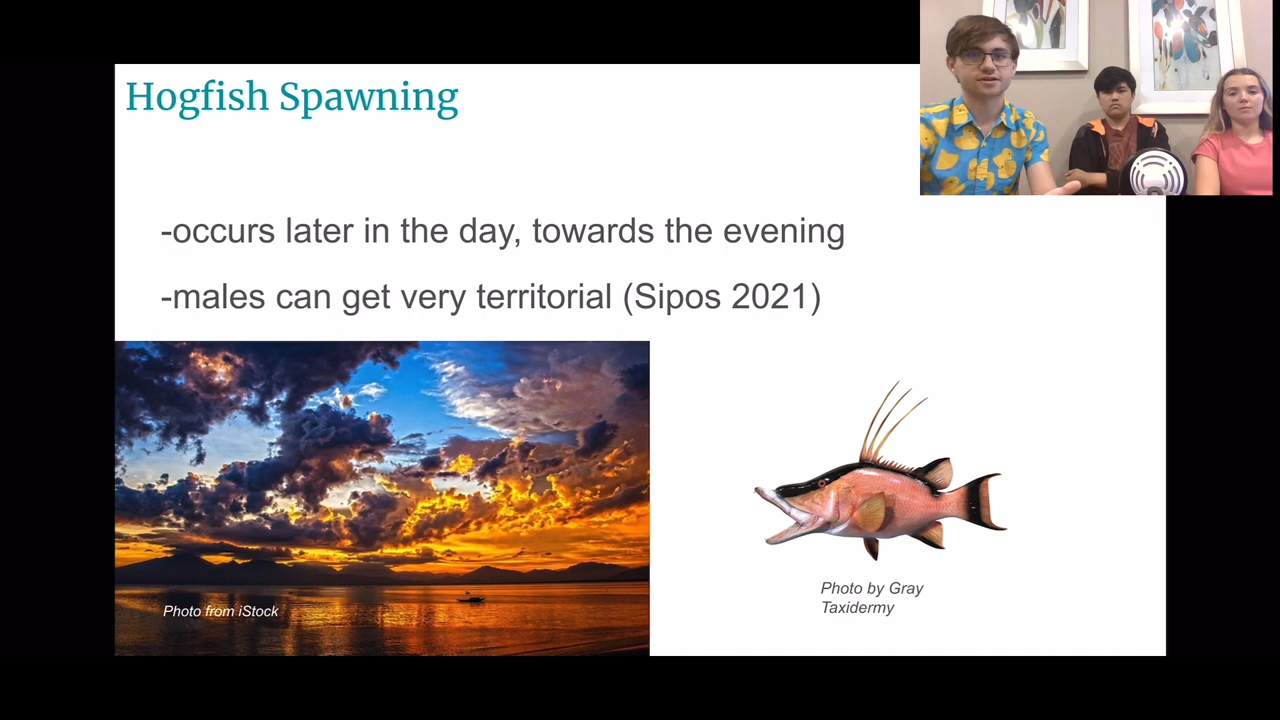 Hogfish Spawning
-occurs later in the day, towards the evening
-males can get very territorial (Sipos 2021)
Photo from iStock
Photo by Gray
Taxidermy